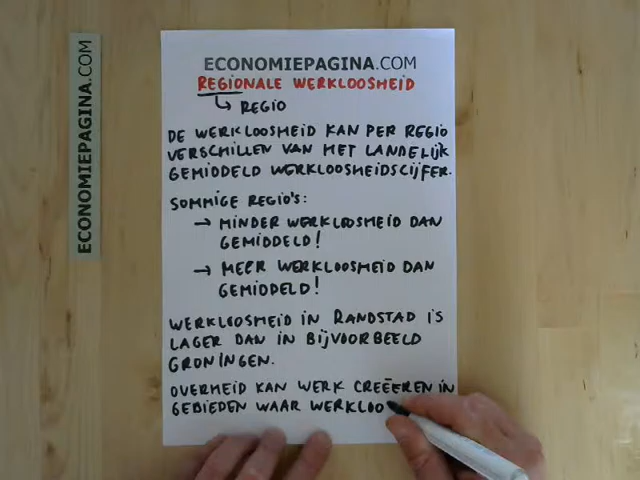 ECONOMIEPAGINA.COM
ECONOMIEPAGINA.COM
REGIONALE WERKLOOSHEID
↳ REGIO
DE WERKLOOSHEID KAN PER REGIO
VERSCHILLEN VAN HET LANDELIJK
GEMIDDELD WERKLOOSHEIDSCIJFER.
SOMMIGE REGIO'S:
→ MINDER WERKLOOSHEID DAN
GEMIDDELD!
→ MEER WERKLOOSHEID DAN
GEMIDDELD!
WERKLOOSHEID IN RANDSTAD IS
LAGER DAN IN BIJVOORBEELD
GRONINGEN.
OVERHEID KAN WERK CREËEREN IN
GEBIEDEN WAAR WERKLOO